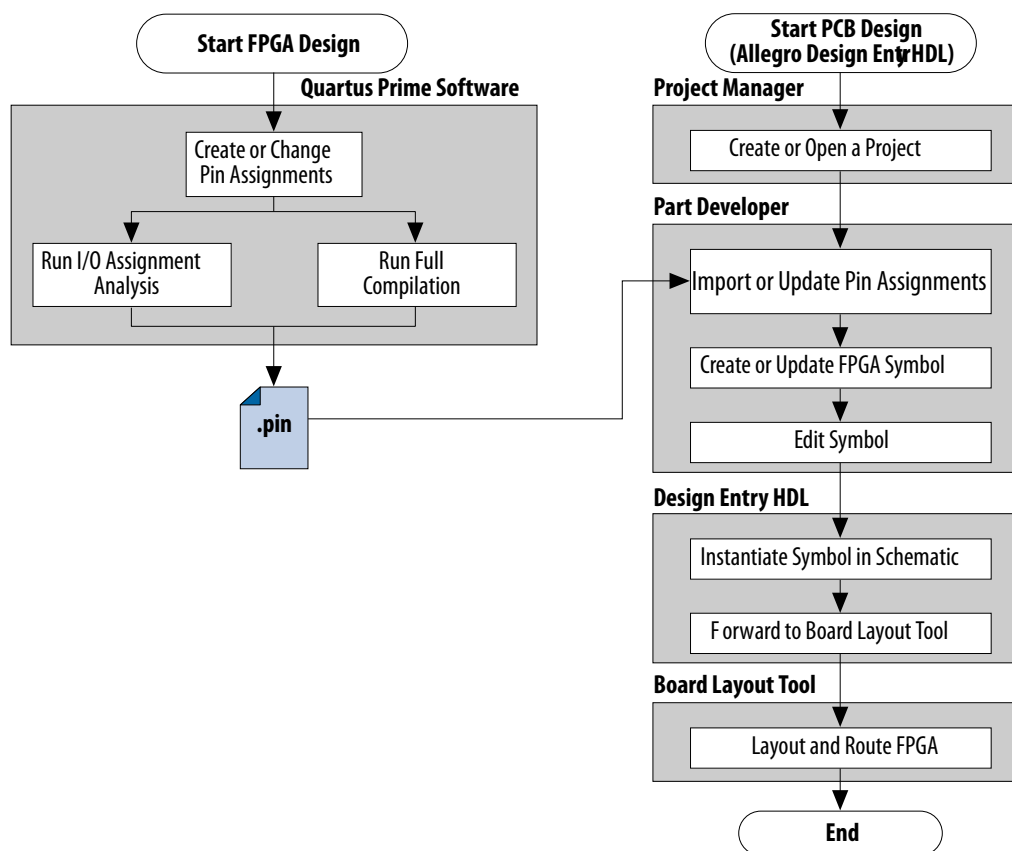 Start FPGA Design
Quartus Prime Software
Create or Change
Pin Assignments
Run I/O Assignment
Analysis
Run Full
Compilation
.pin
Start PCB Design
(Allegro Design Entry HDL)
Project Manager
Create or Open a Project
Part Developer
Import or Update Pin Assignments
Create or Update FPGA Symbol
Edit Symbol
Design Entry HDL
Instantiate Symbol in Schematic
Forward to Board Layout Tool
Board Layout Tool
Layout and Route FPGA
End